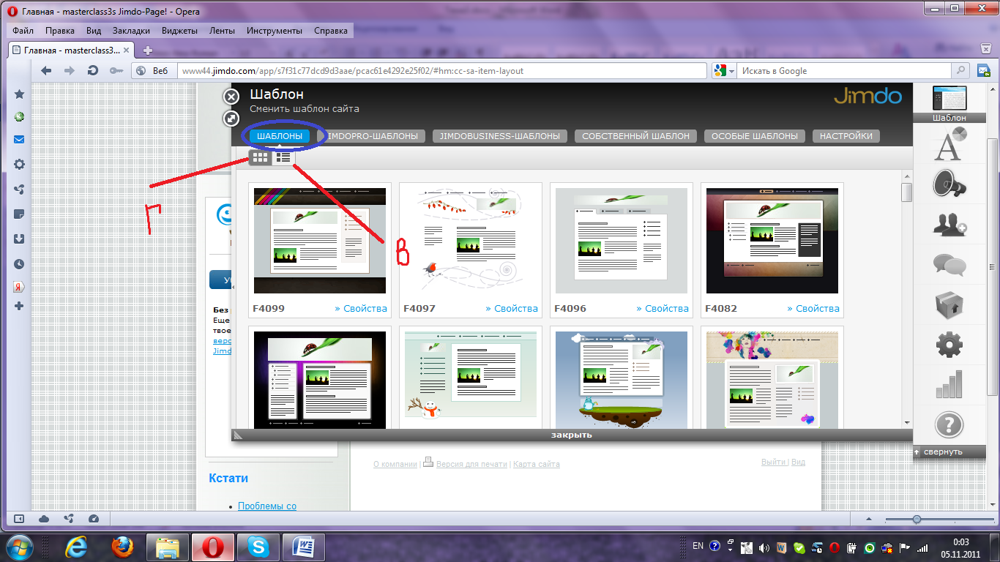 Главная - masterclass3s Jimdo-Page! - Opera
Файл Правка Вид Закладки Виджеты Ленты Инструменты Справка
Главная - masterclass3...
Веб www44.jimdo.com/app/s7f31c77dcd9d3aae/pcac61e4292e25f02/#hm:cc-sa-item-layout Искать в Google
Шаблон
Сменить шаблон сайта
Jimdo
Шаблон
ШАБЛОНЫ JIMDOPRO-ШАБЛОНЫ JIMDOBUSINESS-ШАБЛОНЫ СОБСТВЕННЫЙ ШАБЛОН ОСОБЫЕ ШАБЛОНЫ НАСТРОЙКИ
Г
В
F4099 » Свойства F4097 » Свойства F4096 » Свойства F4082 » Свойства
Без
Еще
твое
верс
Jimd
закрыть
свернуть
О компании | Версия для печати | Карта сайта
Выйти | Вид
Кстати
Проблемы со
EN
0:03
05.11.2011